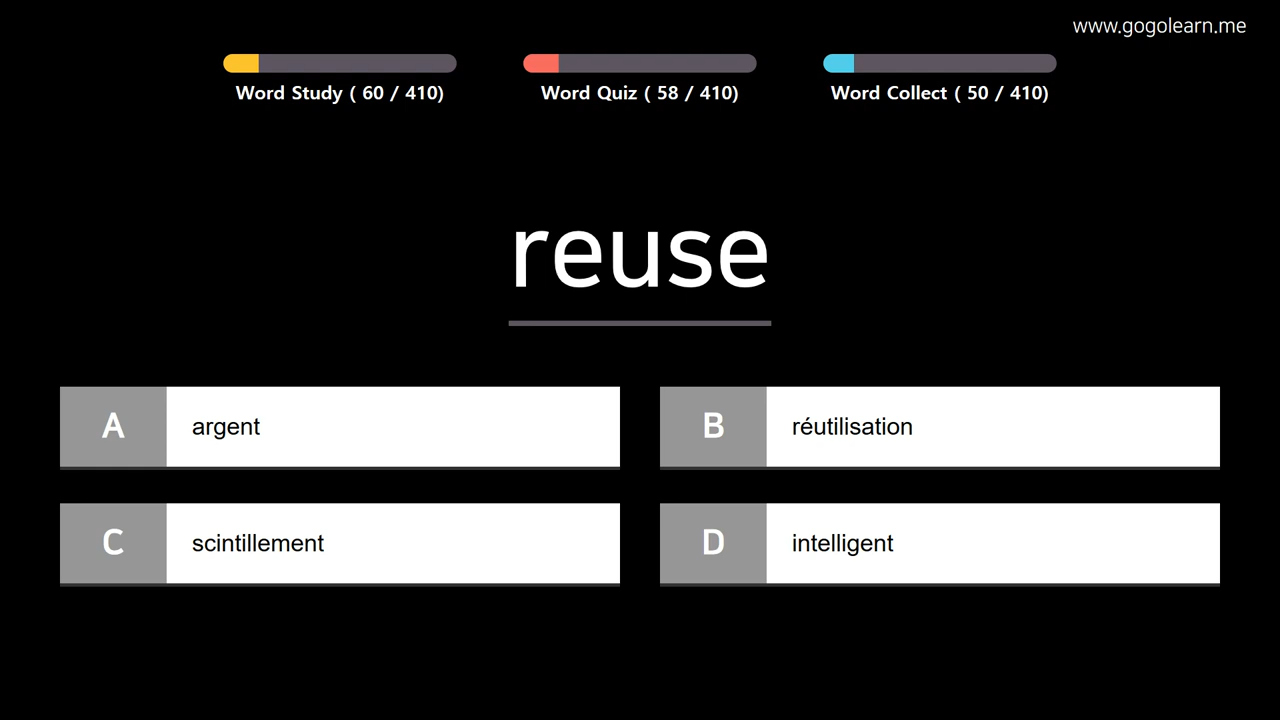 www.gogolearn.me
Word Study ( 60 / 410)
Word Quiz ( 58 / 410)
Word Collect ( 50 / 410)
reuse
A argent
B réutilisation
C scintillement
D intelligent